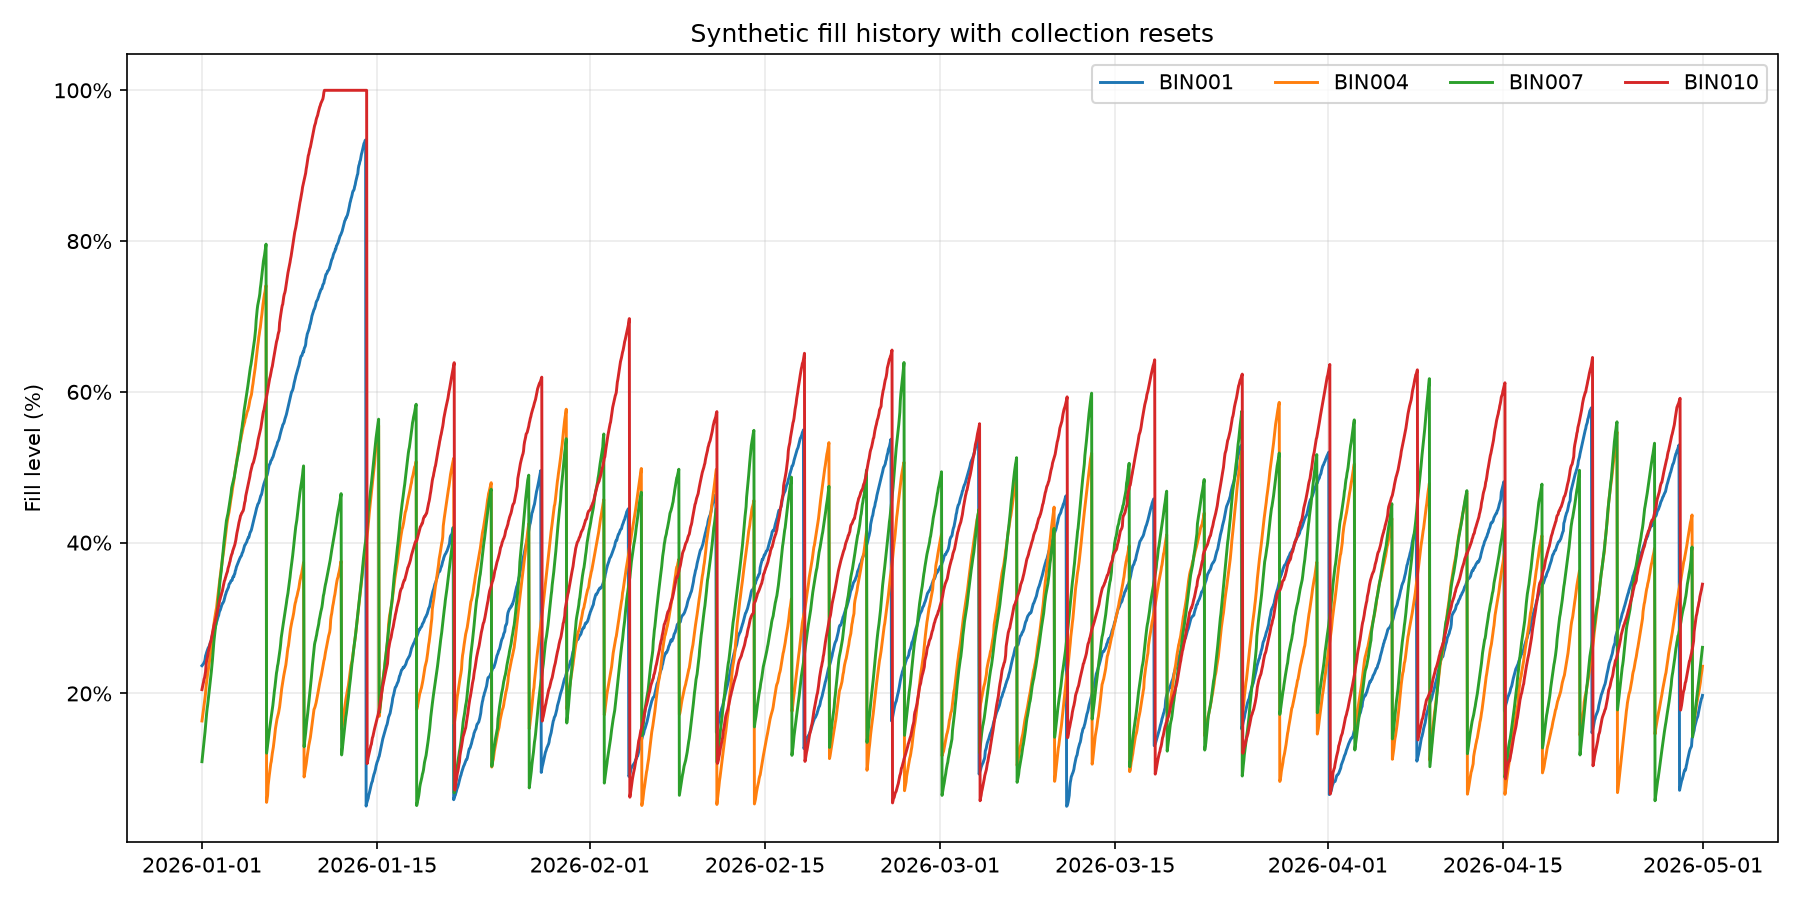 Synthetic fill history with collection resets
BIN001 BIN004 BIN007 BIN010
100%
80%
60%
40%
20%
Fill level (%)
2026-01-01 2026-01-15 2026-02-01 2026-02-15 2026-03-01 2026-03-15 2026-04-01 2026-04-15 2026-05-01